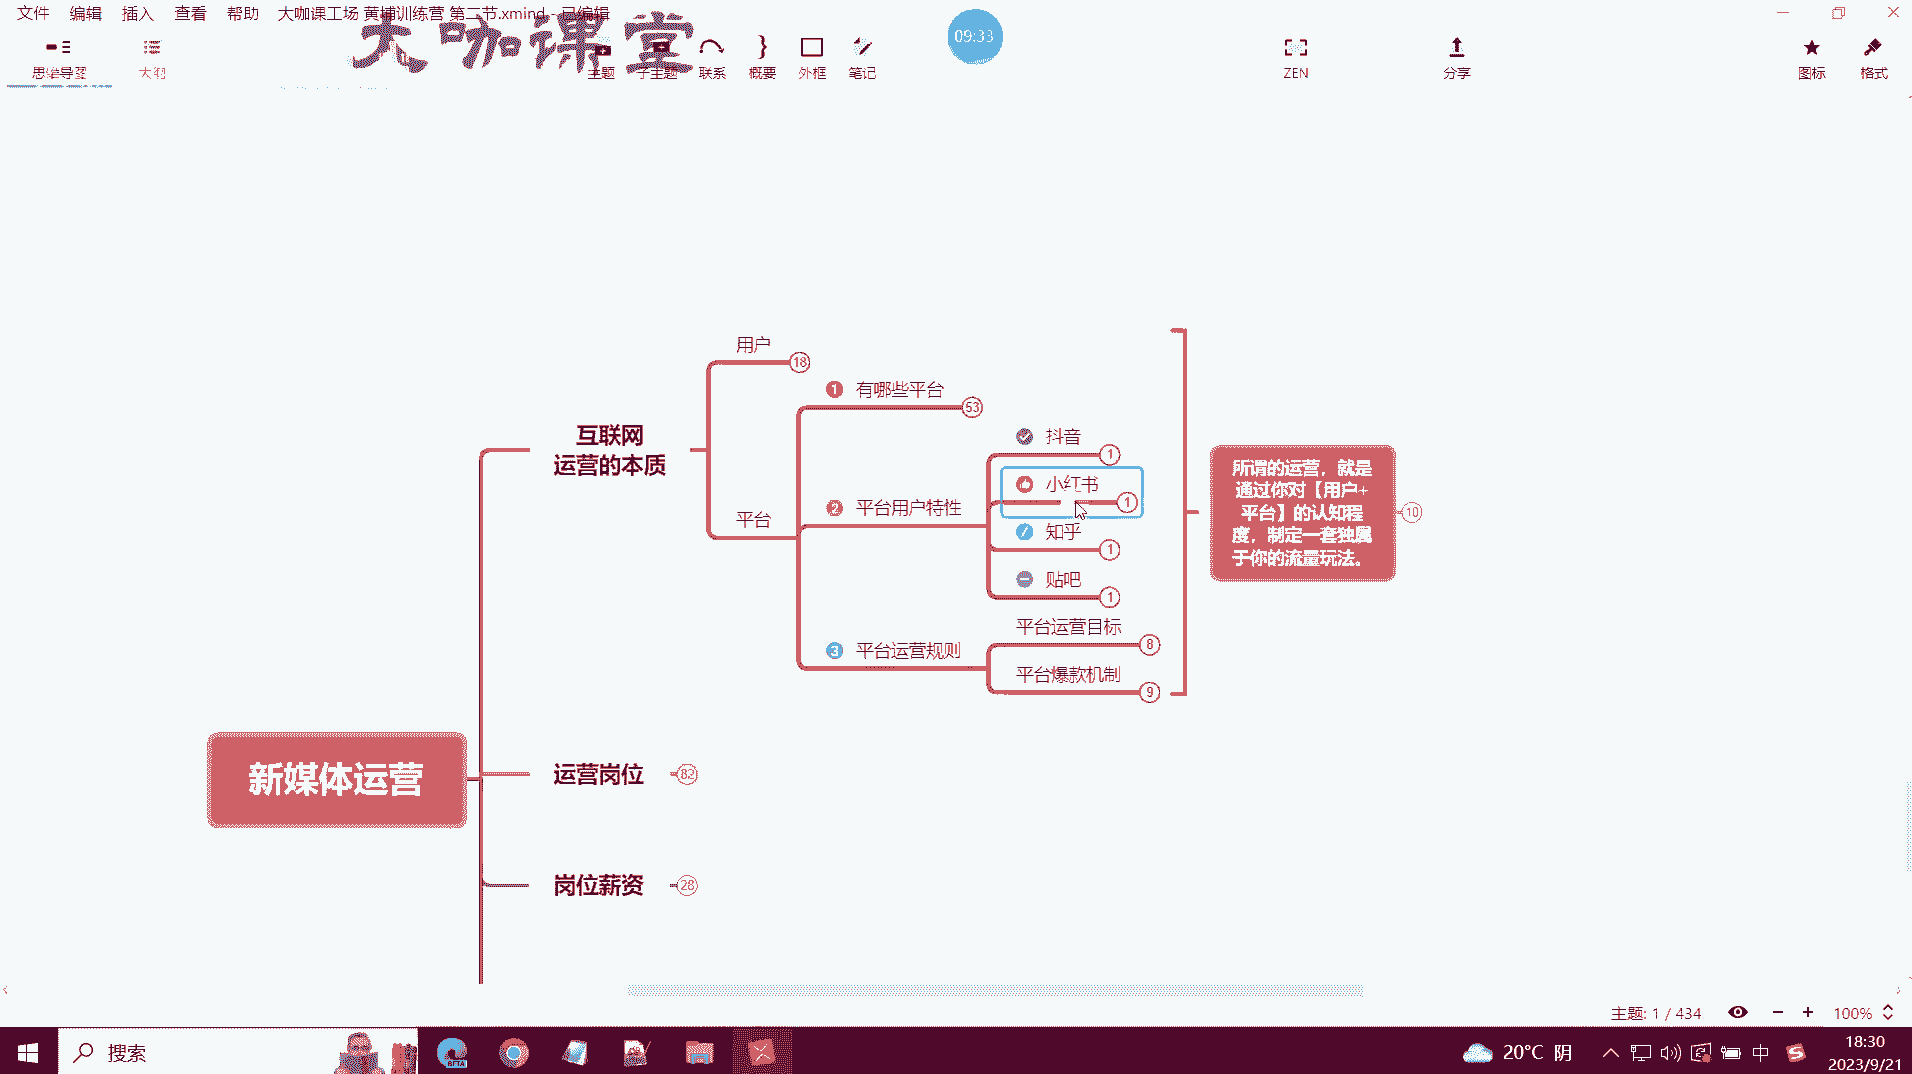 文件 编辑 插入 查看 帮助 大咖课工场 黄埔训练营 第二节.xmind - 已编辑
大咖课堂
09:33
思维导图 大纲 主题 子主题 联系 概要 外框 笔记 ZEN 分享 图标 格式
用户
18
1 有哪些平台
53
抖音
1
互联网
运营的本质
小红书
1
所谓的运营,就是
通过你对【用户+
平台】的认知程
度,制定一套独属
于你的流量玩法。
10
2 平台用户特性
平台
知乎
1
贴吧
1
平台运营目标
8
3 平台运营规则
平台爆款机制
9
新媒体运营
运营岗位
82
岗位薪资
28
主题: 1 / 434
100%
搜索
BETA
20°C 阴
中
18:30
2023/9/21